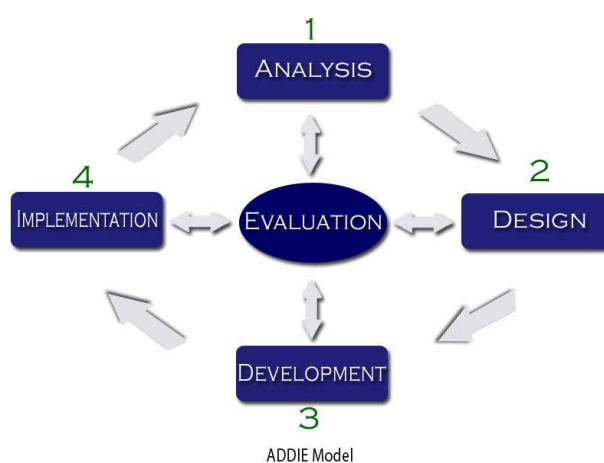 1
ANALYSIS
2
DESIGN
EVALUATION
4
IMPLEMENTATION
DEVELOPMENT
3
ADDIE Model